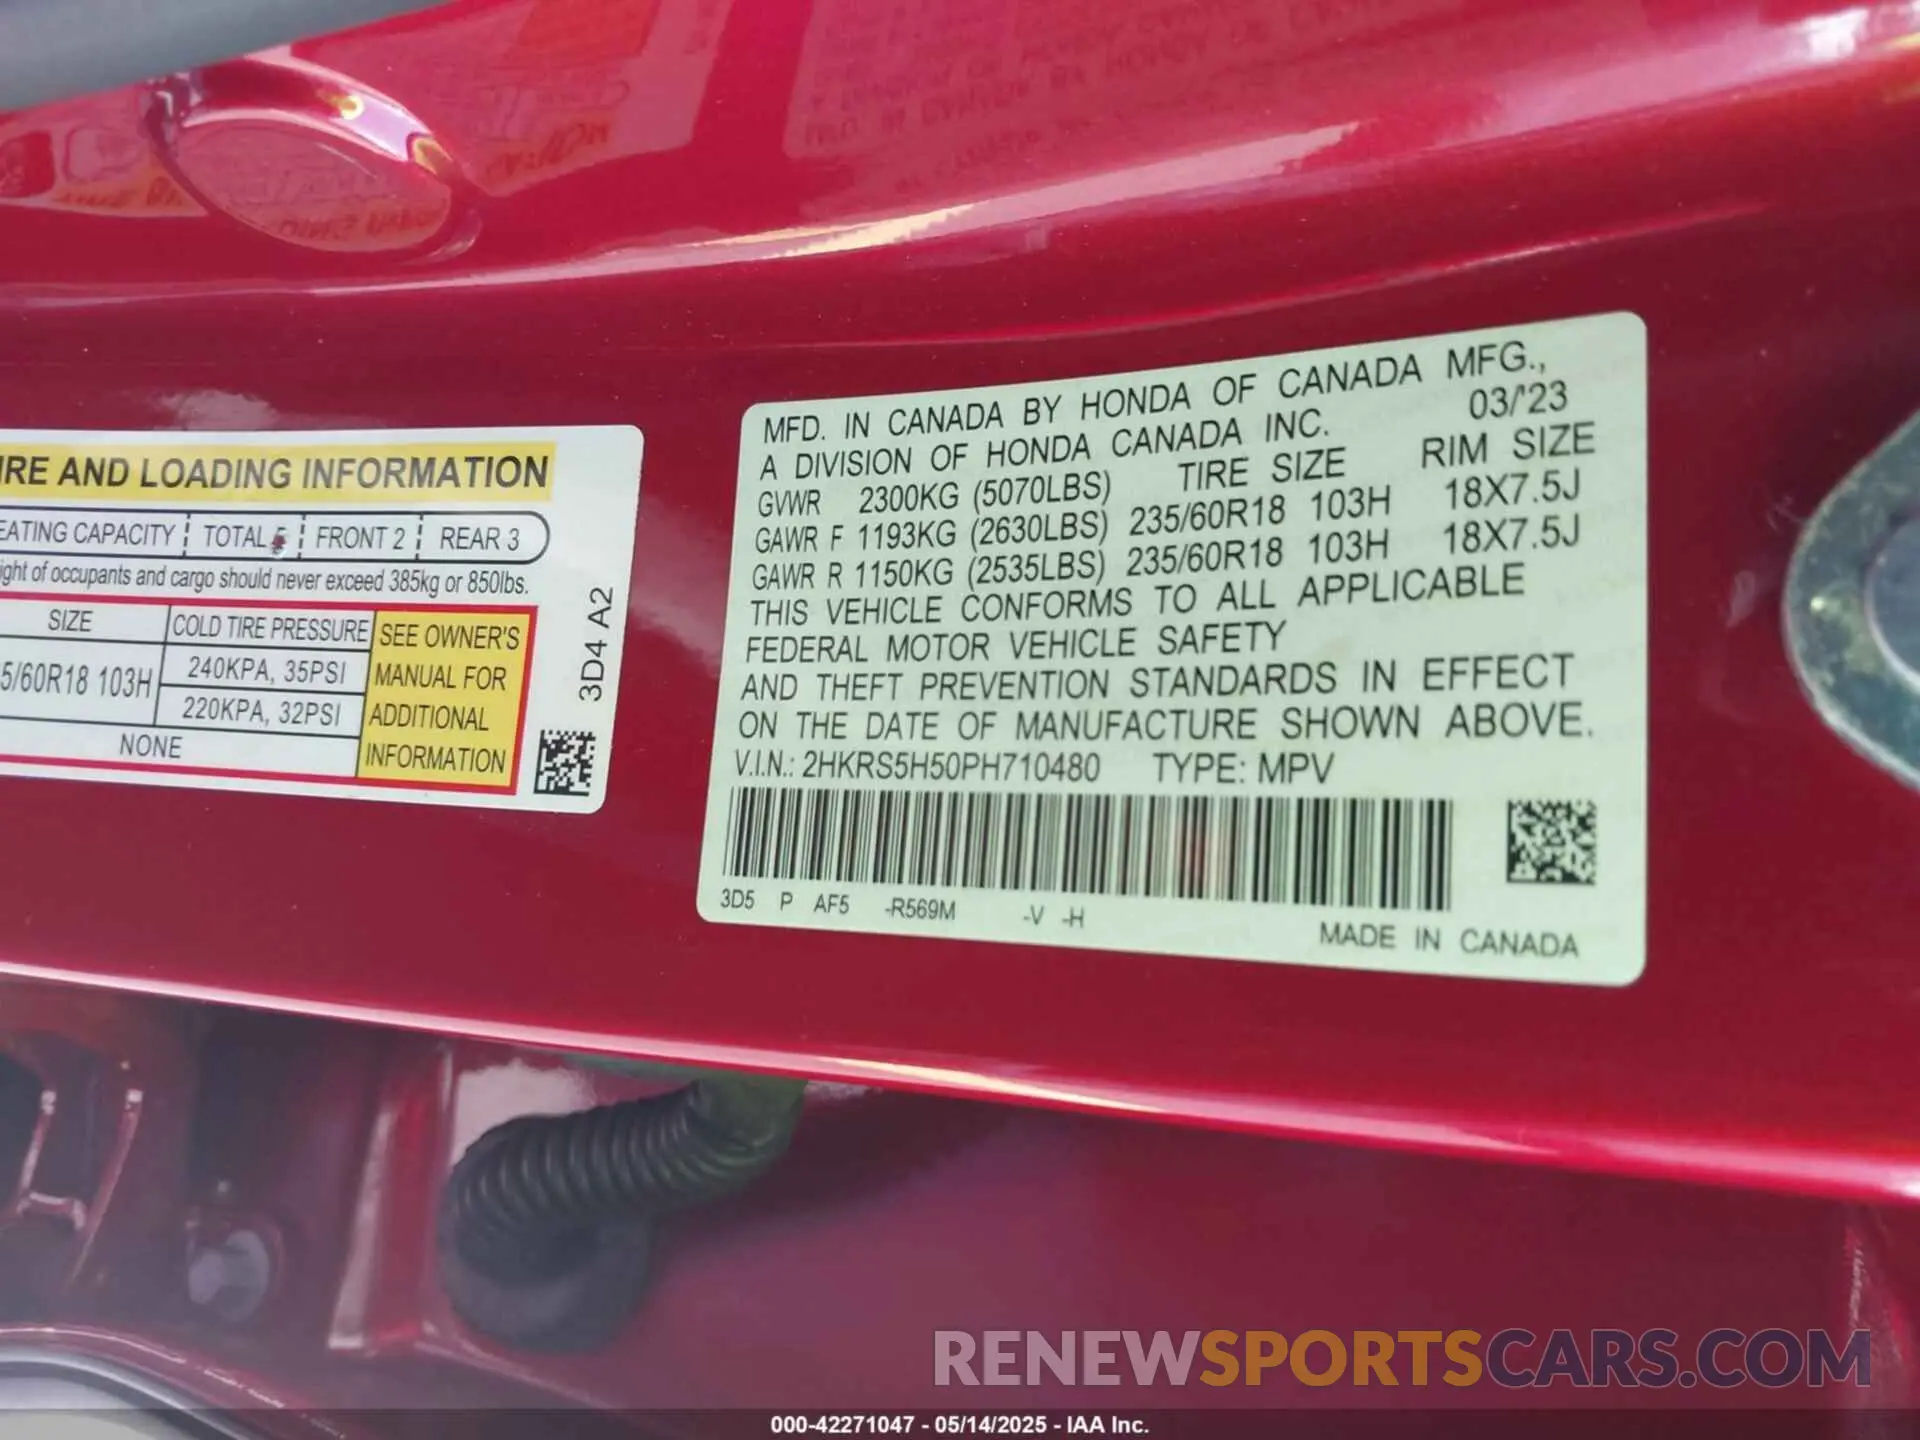 IRE AND LOADING INFORMATION
EATING CAPACITY TOTAL 5 FRONT 2 REAR 3
ight of occupants and cargo should never exceed 385kg or 850lbs.
SIZE COLD TIRE PRESSURE SEE OWNER'S
5/60R18 103H 240KPA, 35PSI MANUAL FOR
220KPA, 32PSI ADDITIONAL
NONE INFORMATION
3D4 A2
MFD. IN CANADA BY HONDA OF CANADA MFG.,
A DIVISION OF HONDA CANADA INC. 03/'23
GVWR 2300KG (5070LBS) TIRE SIZE RIM SIZE
GAWR F 1193KG (2630LBS) 235/60R18 103H 18X7.5J
GAWR R 1150KG (2535LBS) 235/60R18 103H 18X7.5J
THIS VEHICLE CONFORMS TO ALL APPLICABLE
FEDERAL MOTOR VEHICLE SAFETY
AND THEFT PREVENTION STANDARDS IN EFFECT
ON THE DATE OF MANUFACTURE SHOWN ABOVE.
V.I.N.: 2HKRS5H50PH710480 TYPE: MPV
3D5 P AF5 -R569M -V -H
MADE IN CANADA
RENEWSPORTSCARS.COM
000-42271047 - 05/14/2025 - IAA Inc.